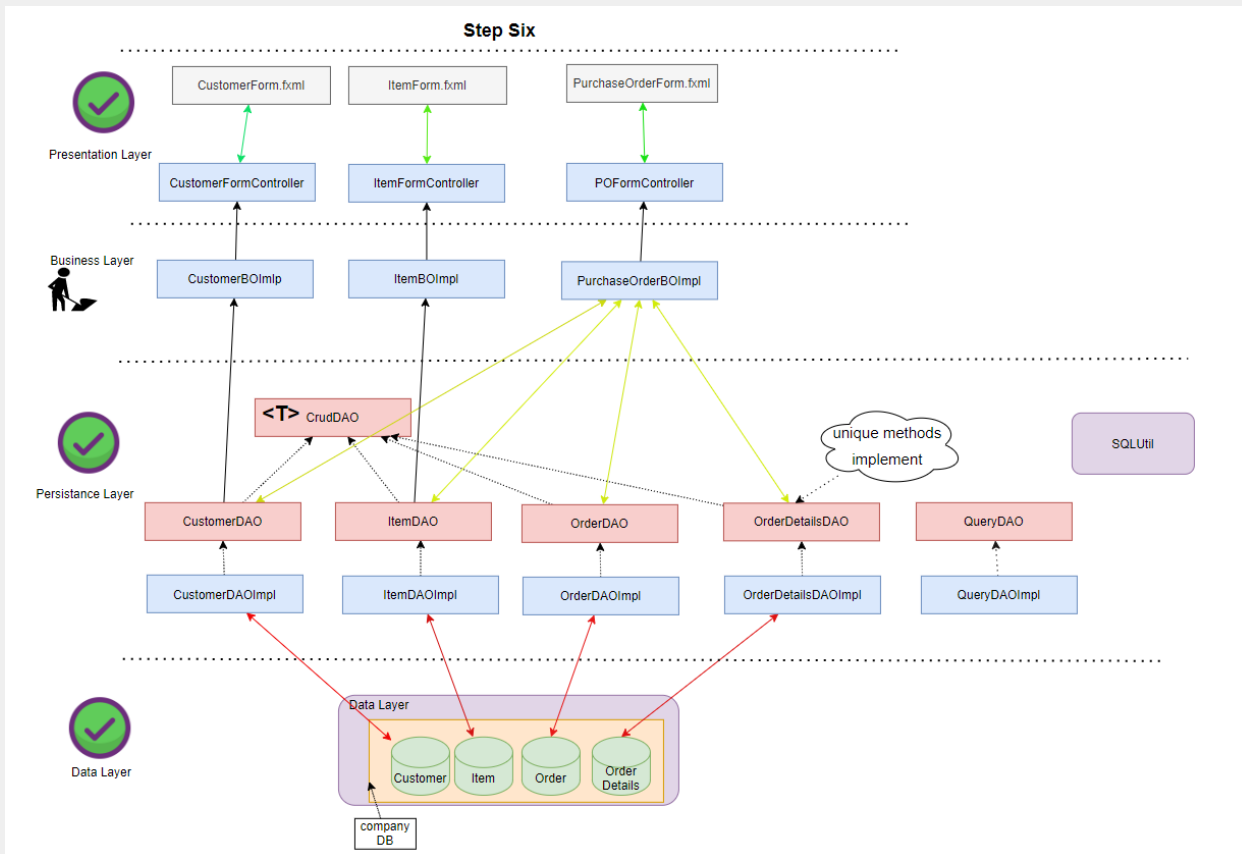 Step Six
CustomerForm.fxml
ItemForm.fxml
PurchaseOrderForm.fxml
Presentation Layer
CustomerFormController
ItemFormController
POFormController
Business Layer
CustomerBOImlp
ItemBOImpl
PurchaseOrderBOImpl
<T> CrudDAO
unique methods
implement
SQLUtil
Persistance Layer
CustomerDAO
ItemDAO
OrderDAO
OrderDetailsDAO
QueryDAO
CustomerDAOImpl
ItemDAOImpl
OrderDAOImpl
OrderDetailsDAOImpl
QueryDAOImpl
Data Layer
Data Layer
Customer
Item
Order
Order
Details
company
DB